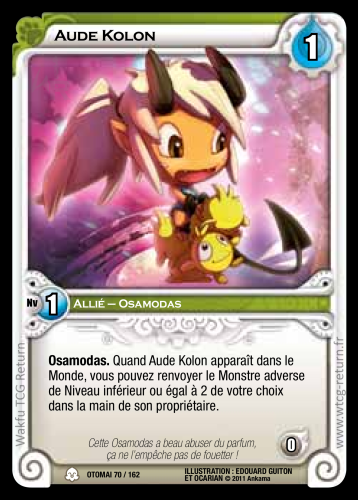 Aude Kolon
1
Nv 1 Allié – Osamodas
Osamodas. Quand Aude Kolon apparaît dans le
Monde, vous pouvez renvoyer le Monstre adverse
de Niveau inférieur ou égal à 2 de votre choix
dans la main de son propriétaire.
Cette Osamodas a beau abuser du parfum,
ça ne l'empêche pas de fouetter !
0
OTOMAI 70 / 162
ILLUSTRATION : EDOUARD GUITON
ET OCARIAN © 2011 Ankama
Wakfu TCG Return
www.wtcg-return.fr